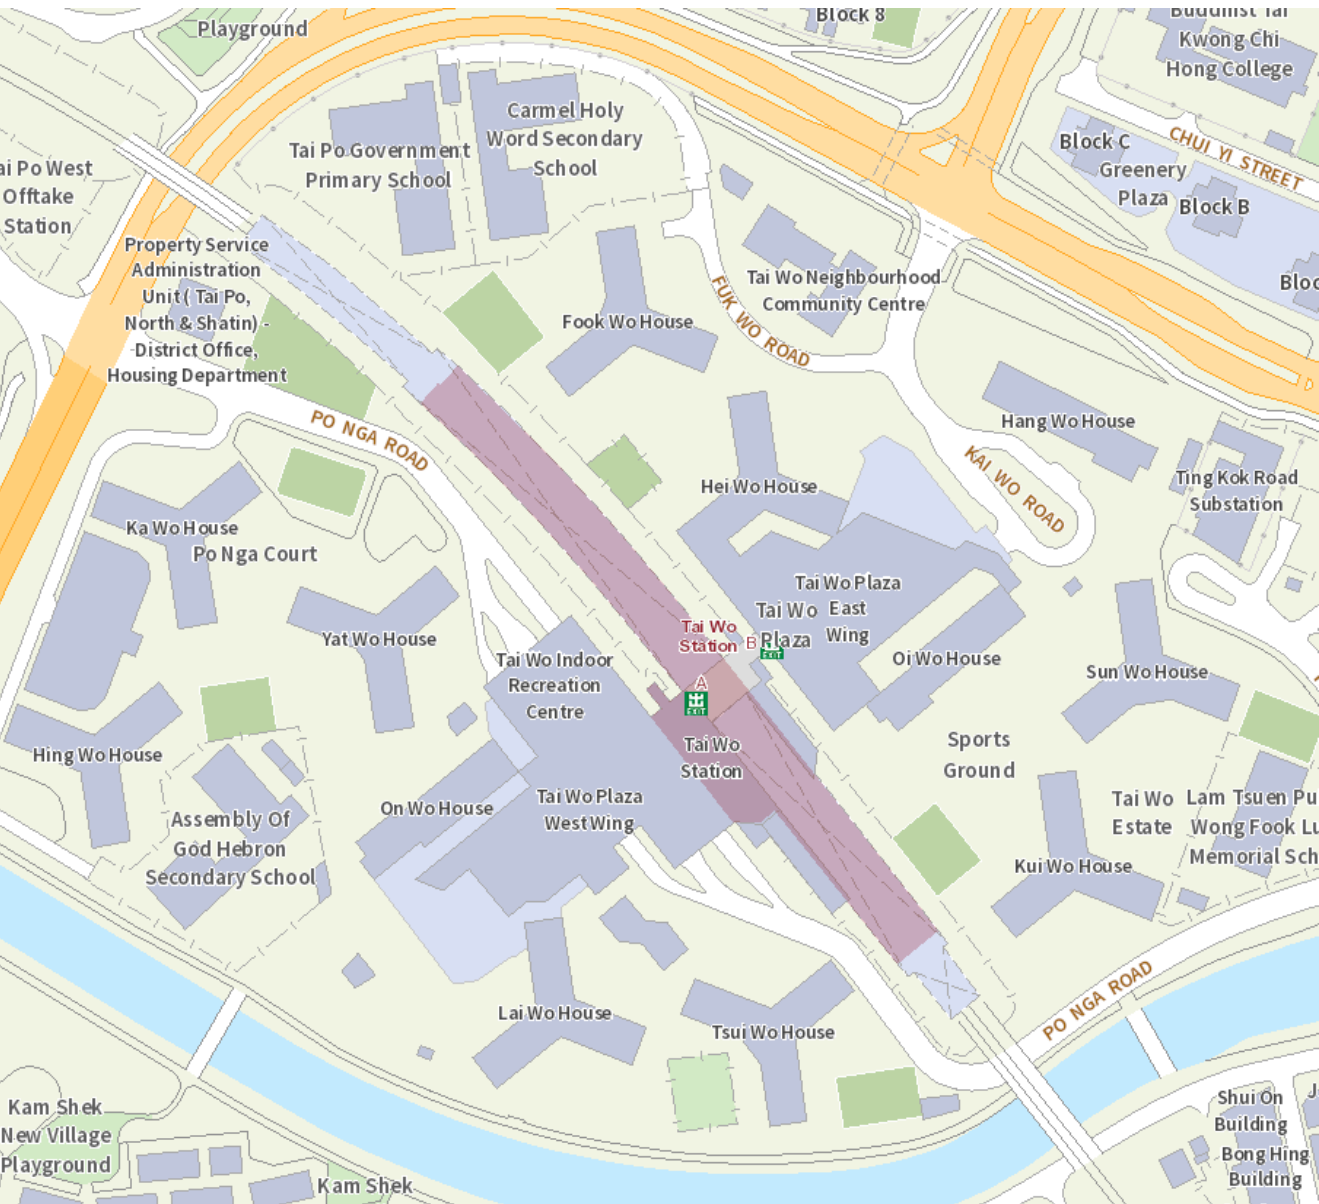 Playground
Block 8
Buddhist Tai
Kwong Chi
Hong College
Carmel Holy
Word Secondary
School
Tai Po Government
Primary School
ai Po West
Offtake
Station
Block C
Greenery
Plaza
Block B
CHUI YI STREET
Property Service
Administration
Unit ( Tai Po,
North & Shatin) -
District Office,
Housing Department
Tai Wo Neighbourhood
Community Centre
Bloc
FUK WO ROAD
Fook Wo House
PO NGA ROAD
Hang Wo House
KAI WO ROAD
Ting Kok Road
Substation
Hei Wo House
Ka Wo House
Po Nga Court
Yat Wo House
Tai Wo Plaza
East
Wing
Tai Wo
Plaza
Tai Wo
Station
B
EXIT
A
EXIT
Oi Wo House
Sun Wo House
Tai Wo Indoor
Recreation
Centre
Tai Wo
Station
Sports
Ground
Hing Wo House
Assembly Of
God Hebron
Secondary School
On Wo House
Tai Wo Plaza
West Wing
Tai Wo
Estate
Lam Tsuen Pu
Wong Fook Lu
Memorial Sch
Kui Wo House
Lai Wo House
Tsui Wo House
PO NGA ROAD
Kam Shek
New Village
Playground
Kam Shek
Shui On
Building
Bong Hing
Building
J